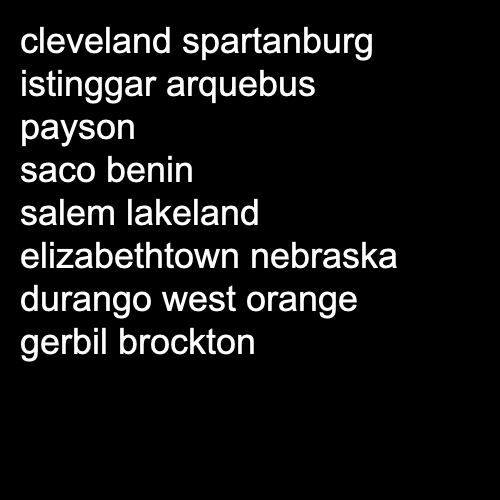 cleveland spartanburg
istinggar arquebus
payson
saco benin
salem lakeland
elizabethtown nebraska
durango west orange
gerbil brockton